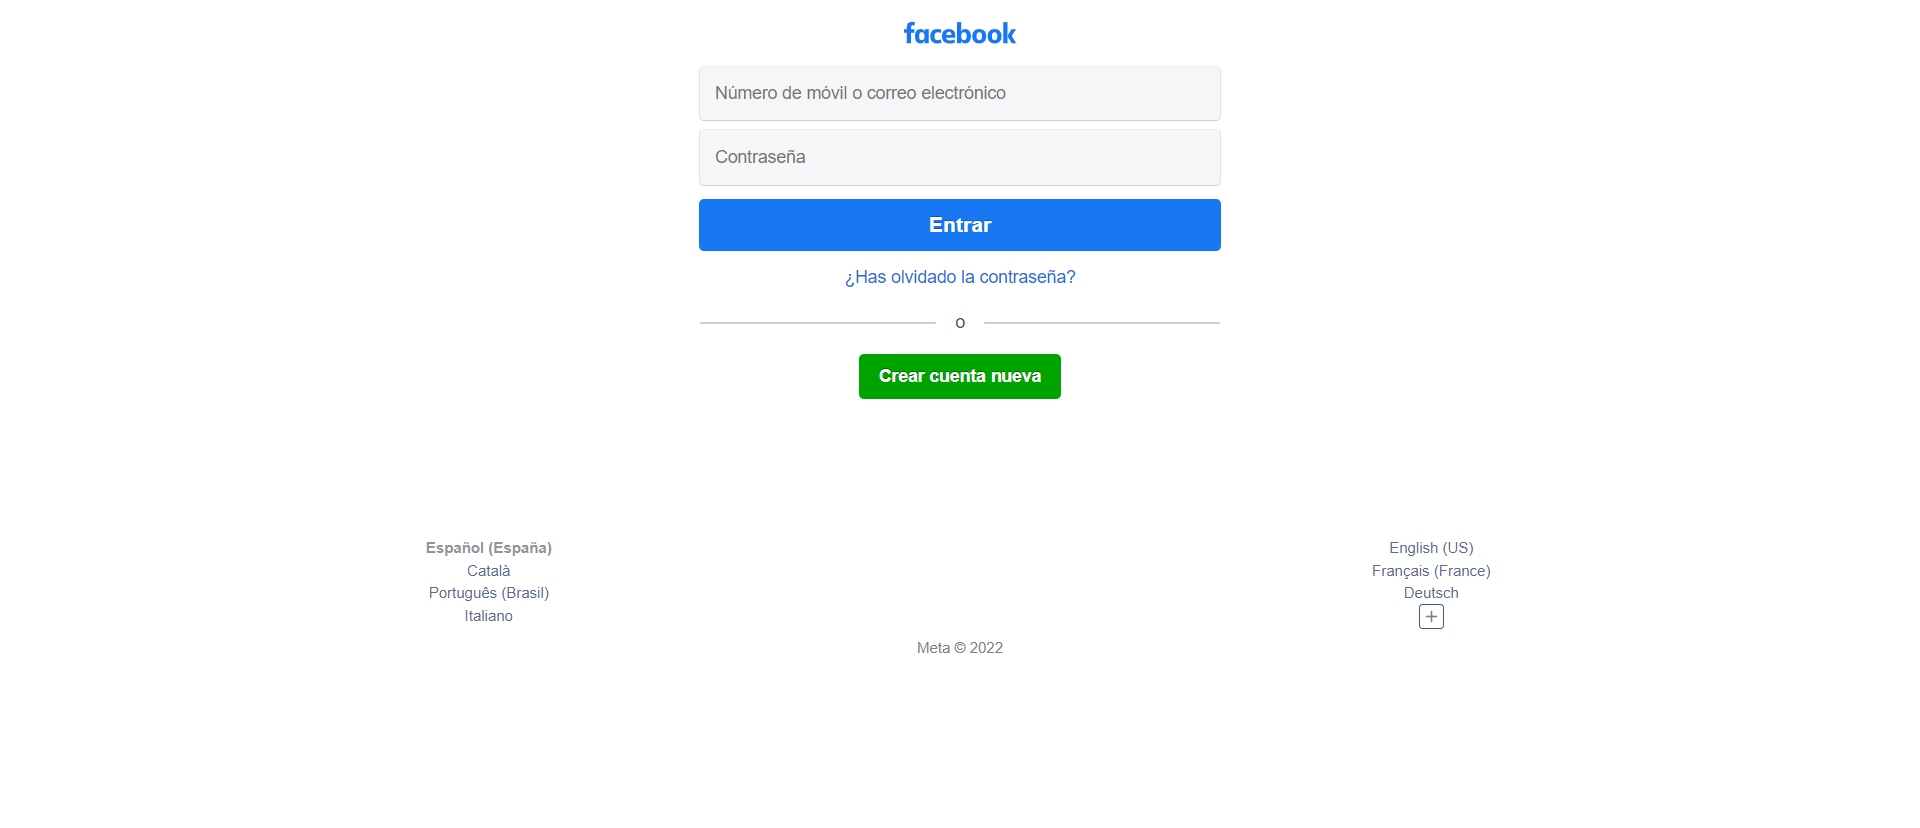 facebook
Número de móvil o correo electrónico
Contraseña
Entrar
¿Has olvidado la contraseña?
o
Crear cuenta nueva
Español (España)
Català
Português (Brasil)
Italiano
English (US)
Français (France)
Deutsch
+
Meta © 2022